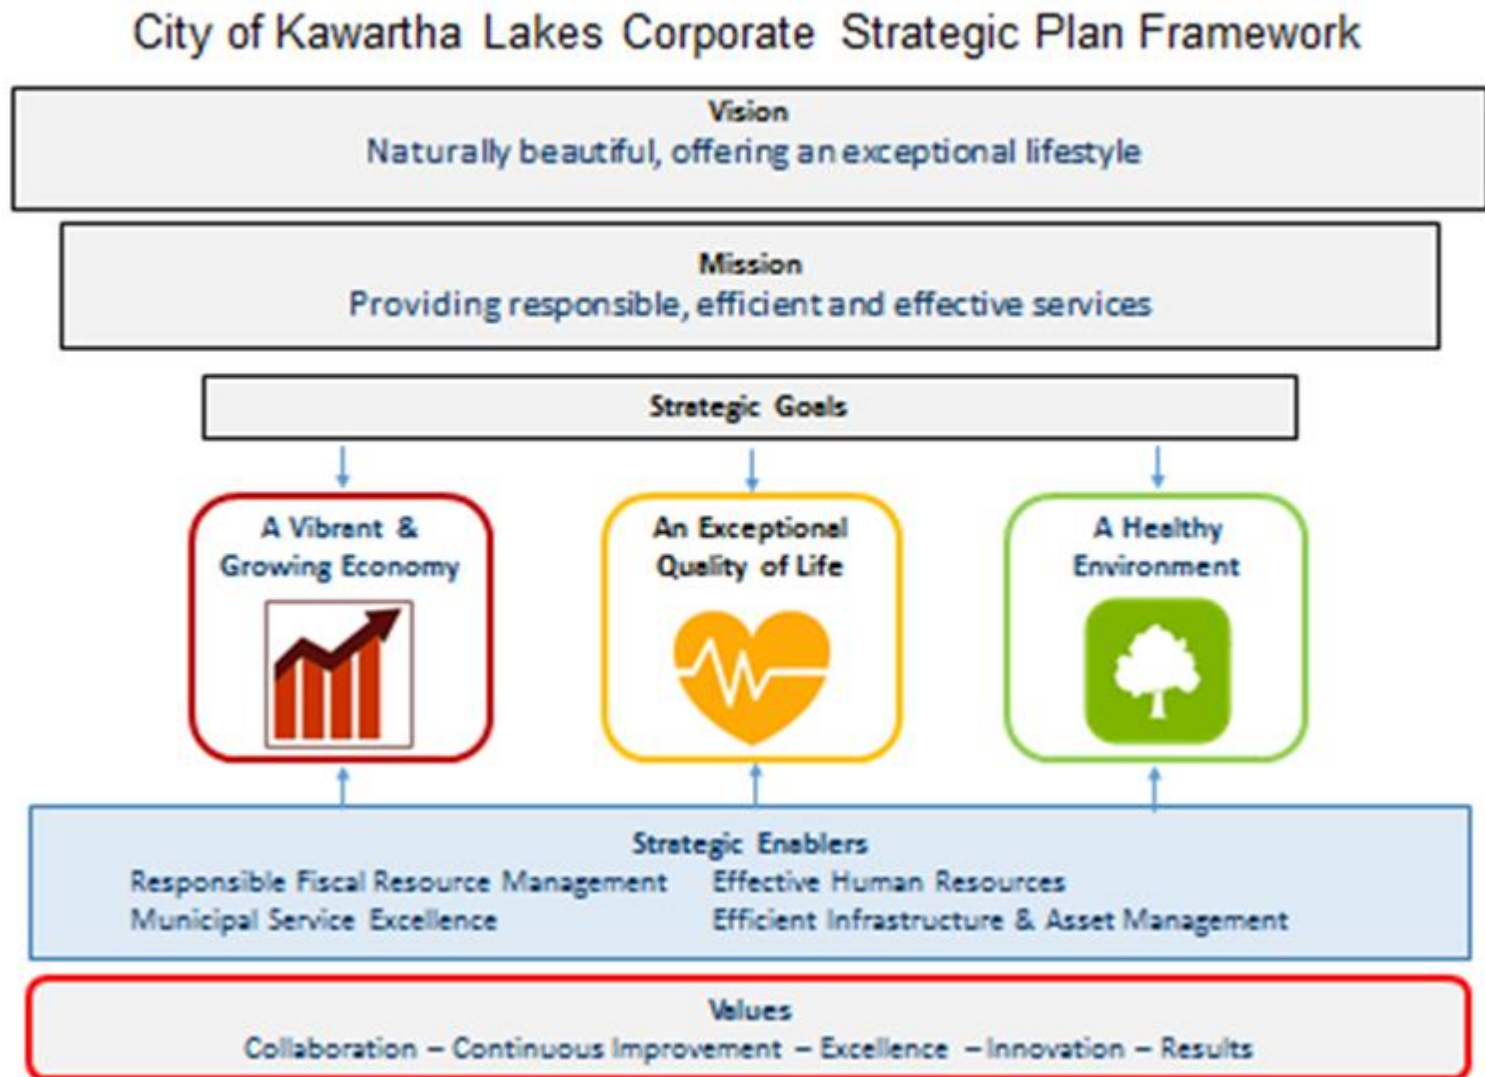 City of Kawartha Lakes Corporate Strategic Plan Framework
Vision
Naturally beautiful, offering an exceptional lifestyle
Mission
Providing responsible, efficient and effective services
Strategic Goals
A Vibrant &
Growing Economy
An Exceptional
Quality of Life
A Healthy
Environment
Strategic Enablers
Responsible Fiscal Resource Management
Effective Human Resources
Municipal Service Excellence
Efficient Infrastructure & Asset Management
Values
Collaboration – Continuous Improvement – Excellence – Innovation – Results